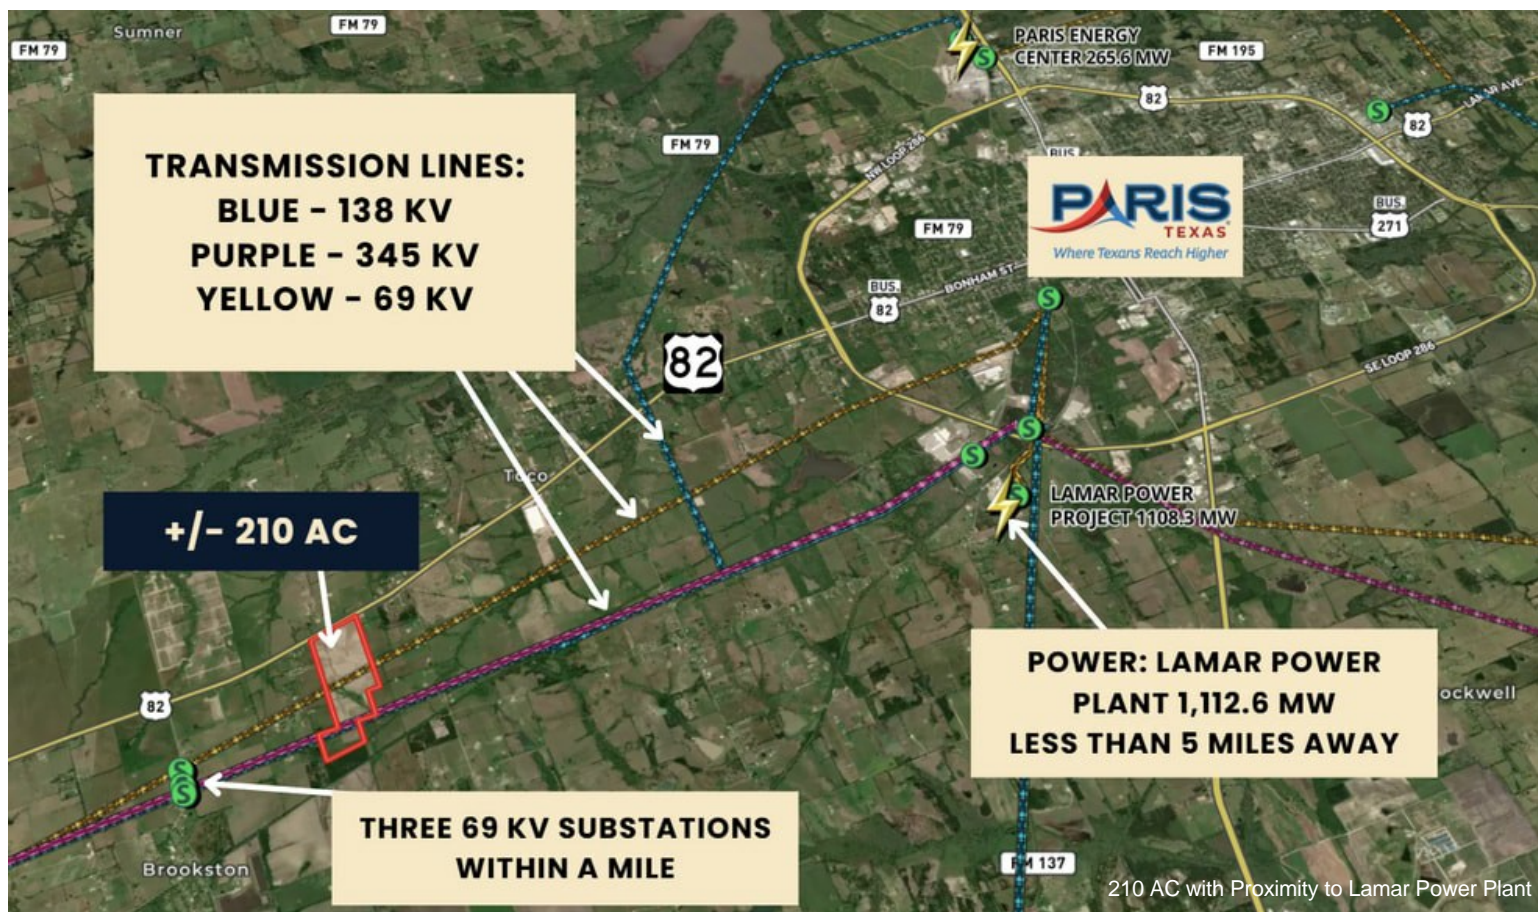 Sumner
FM 79
FM 79
PARIS ENERGY
CENTER 265.6 MW
S
FM 195
82
S
LAMAR AVE
82
TRANSMISSION LINES:
BLUE - 138 KV
PURPLE - 345 KV
YELLOW - 69 KV
FM 79
NW LOOP 286
BUS.
PARIS
TEXAS
Where Texans Reach Higher
BUS.
271
FM 79
BONHAM ST
BUS.
82
S
82
SE LOOP 286
S
S
Toco
S
LAMAR POWER
PROJECT 1108.3 MW
+/- 210 AC
POWER: LAMAR POWER
PLANT 1,112.6 MW
LESS THAN 5 MILES AWAY
ockwell
82
S
S
THREE 69 KV SUBSTATIONS
WITHIN A MILE
Brookston
FM 137
210 AC with Proximity to Lamar Power Plant